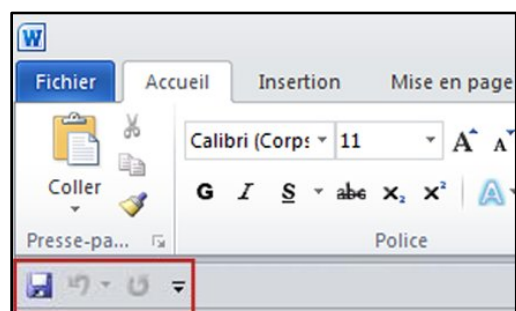 W
Fichier Accueil Insertion Mise en page
Calibri (Corps 11 A A
Coller G I S abc X₂ X² A
Presse-pa... Police